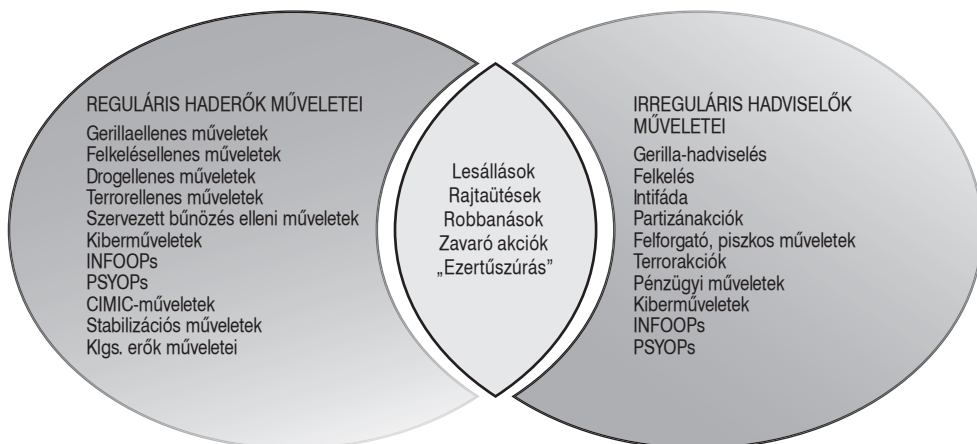 REGULÁRIS HADERŐK MŰVELETEI
Gerillaellenes műveletek
Felkelésellenes műveletek
Drogellenes műveletek
Terrorellenes műveletek
Szervezett bűnözés elleni műveletek
Kiberműveletek
INFOOPs
PSYOPs
CIMIC-műveletek
Stabilizációs műveletek
Klgs. erők műveletei
Lesállások
Rajtaütések
Robbanások
Zavaró akciók
„Ezertűszúrás”
IRREGULÁRIS HADVISELŐK
MŰVELETEI
Gerilla-hadviselés
Felkelés
Intifáda
Partizánakciók
Felforgató, piszkos műveletek
Terrorakciók
Pénzügyi műveletek
Kiberműveletek
INFOOPs
PSYOPs